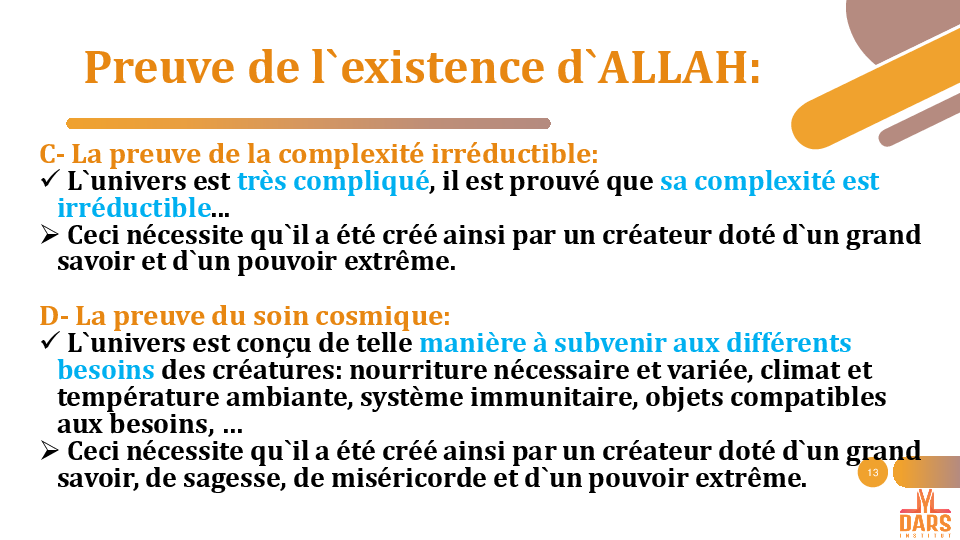 Preuve de l`existence d`ALLAH:
C- La preuve de la complexité irréductible:
✓ L`univers est très compliqué, il est prouvé que sa complexité est
irréductible...
➢ Ceci nécessite qu`il a été créé ainsi par un créateur doté d`un grand
savoir et d`un pouvoir extrême.
D- La preuve du soin cosmique:
✓ L`univers est conçu de telle manière à subvenir aux différents
besoins des créatures: nourriture nécessaire et variée, climat et
température ambiante, système immunitaire, objets compatibles
aux besoins, ...
➢ Ceci nécessite qu`il a été créé ainsi par un créateur doté d`un grand
savoir, de sagesse, de miséricorde et d`un pouvoir extrême.
13
DARS
INSTITUT